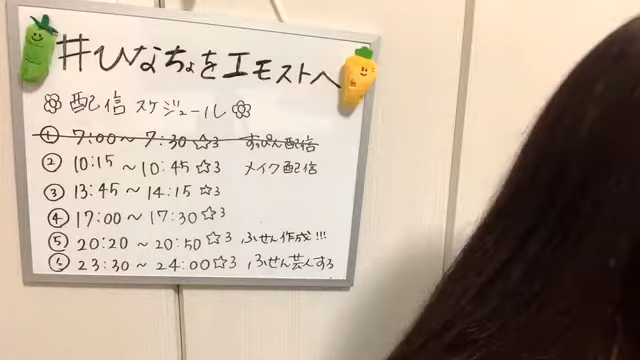 #ひなちょをエモストへ
配信スケジュール
① 7:00〜7:30☆3 すっぴん配信
② 10:15〜10:45☆3 メイク配信
③ 13:45〜14:15☆3
④ 17:00〜17:30☆3
⑤ 20:20〜20:50☆3 ふせん作成!!!
⑥ 23:30〜24:00☆3 ふせん芸人する